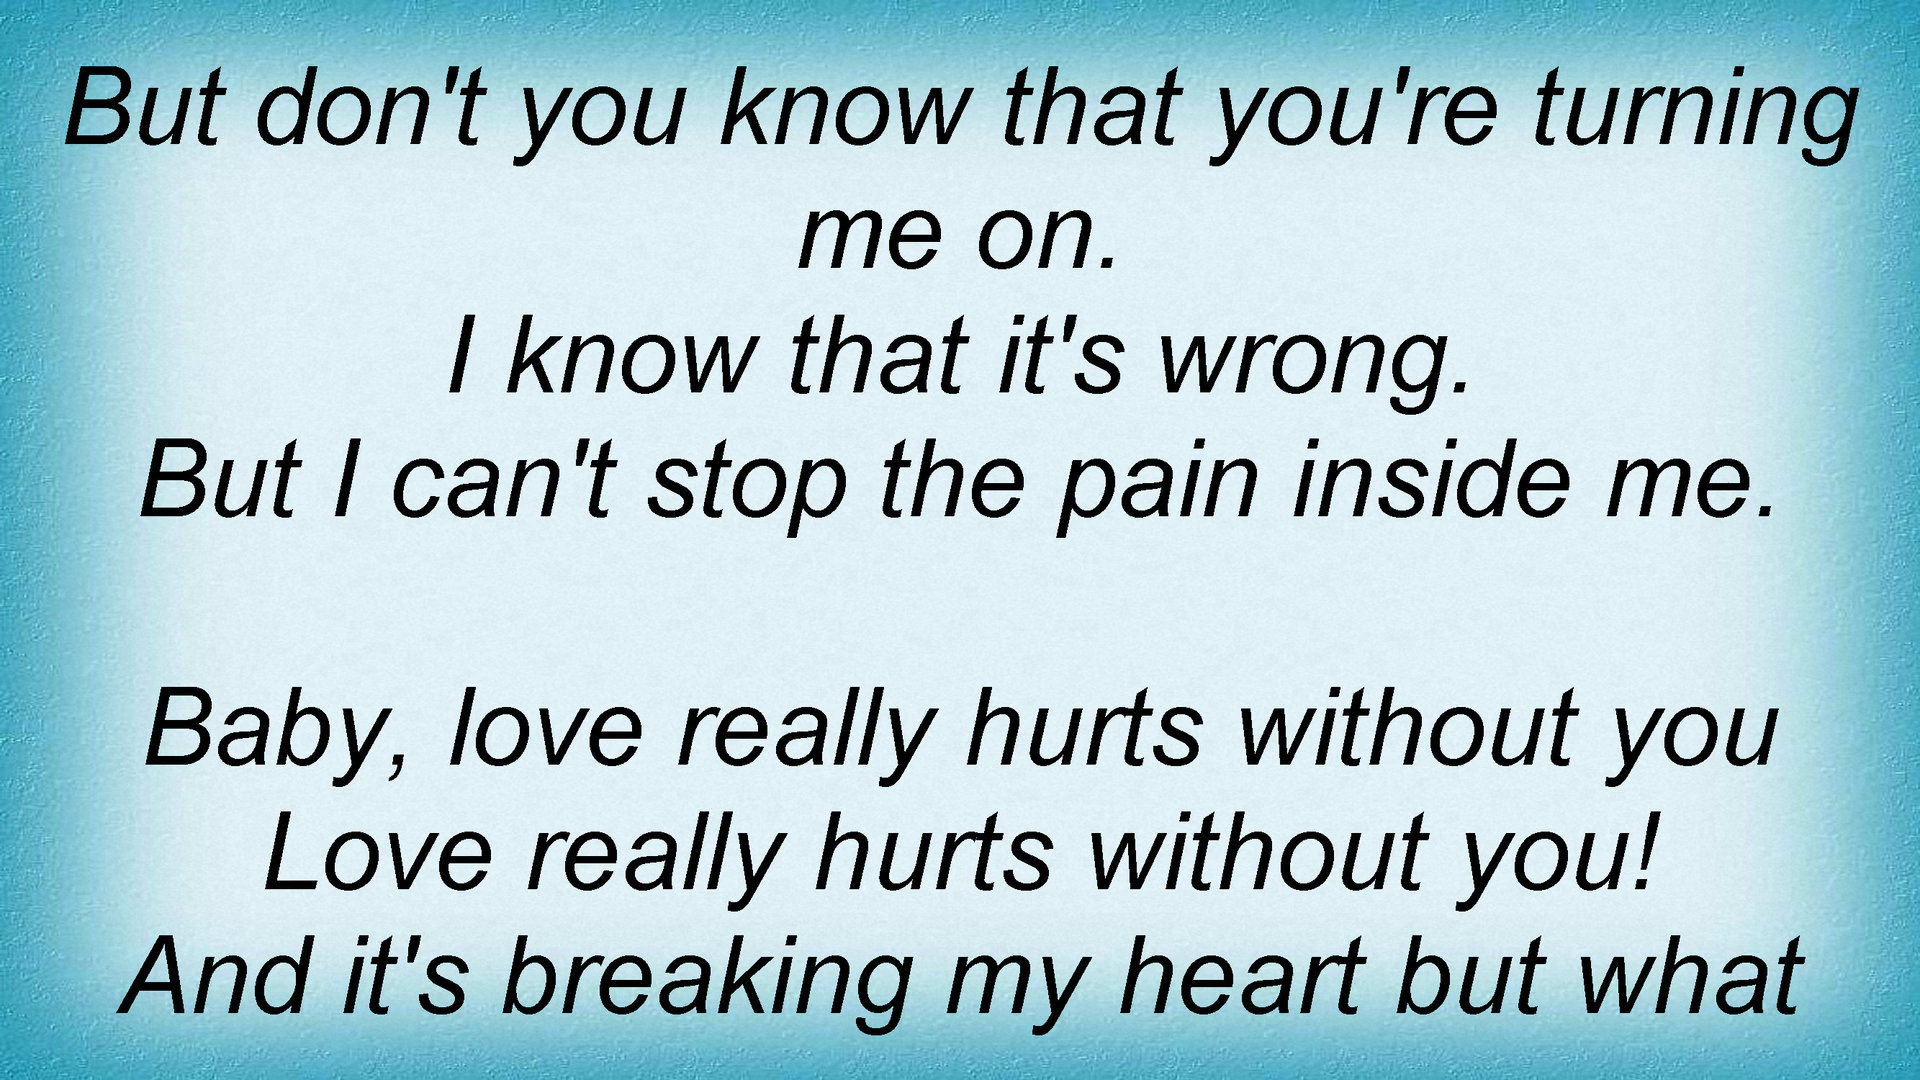 But don't you know that you're turning
me on.
I know that it's wrong.
But I can't stop the pain inside me.
Baby, love really hurts without you
Love really hurts without you!
And it's breaking my heart but what